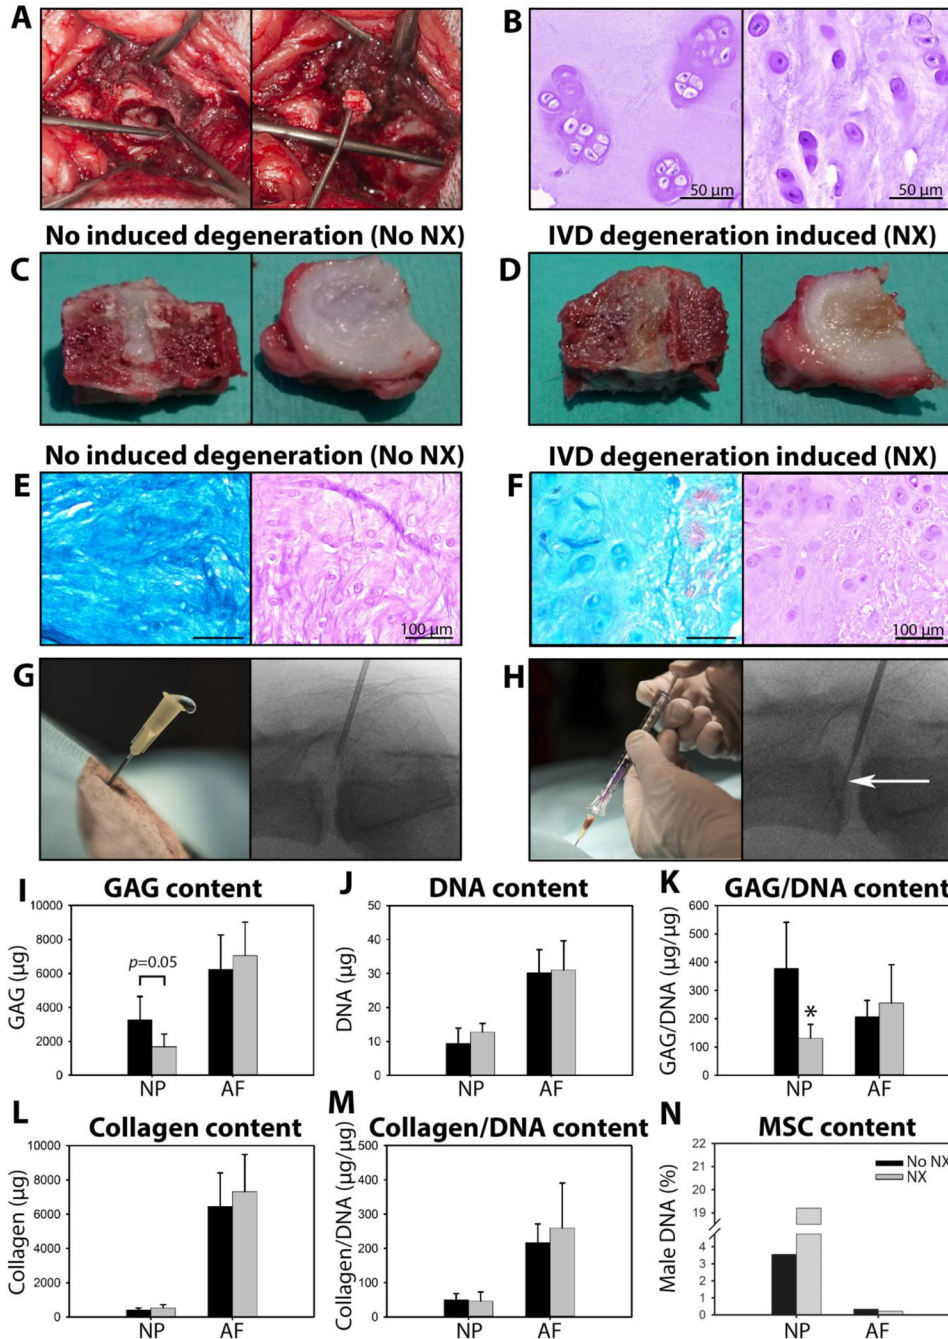 A
B
50 µm
50 µm
No induced degeneration (No NX)
IVD degeneration induced (NX)
C
D
No induced degeneration (No NX)
IVD degeneration induced (NX)
E
F
100 µm
100 µm
G
H
I GAG content
J DNA content
K GAG/DNA content
10000
8000
6000
4000
2000
0
GAG (µg)
p=0.05
NP AF
50
40
30
20
10
0
DNA (µg)
NP AF
600
500
400
300
200
100
0
GAG/DNA (µg/µg)
*
NP AF
L Collagen content
M Collagen/DNA content
N MSC content
10000
8000
6000
4000
2000
0
Collagen (µg)
NP AF
500
400
300
200
100
0
Collagen/DNA (µg/µg)
NP AF
22
21
20
19
5
4
3
2
1
0
Male DNA (%)
No NX
NX
NP AF